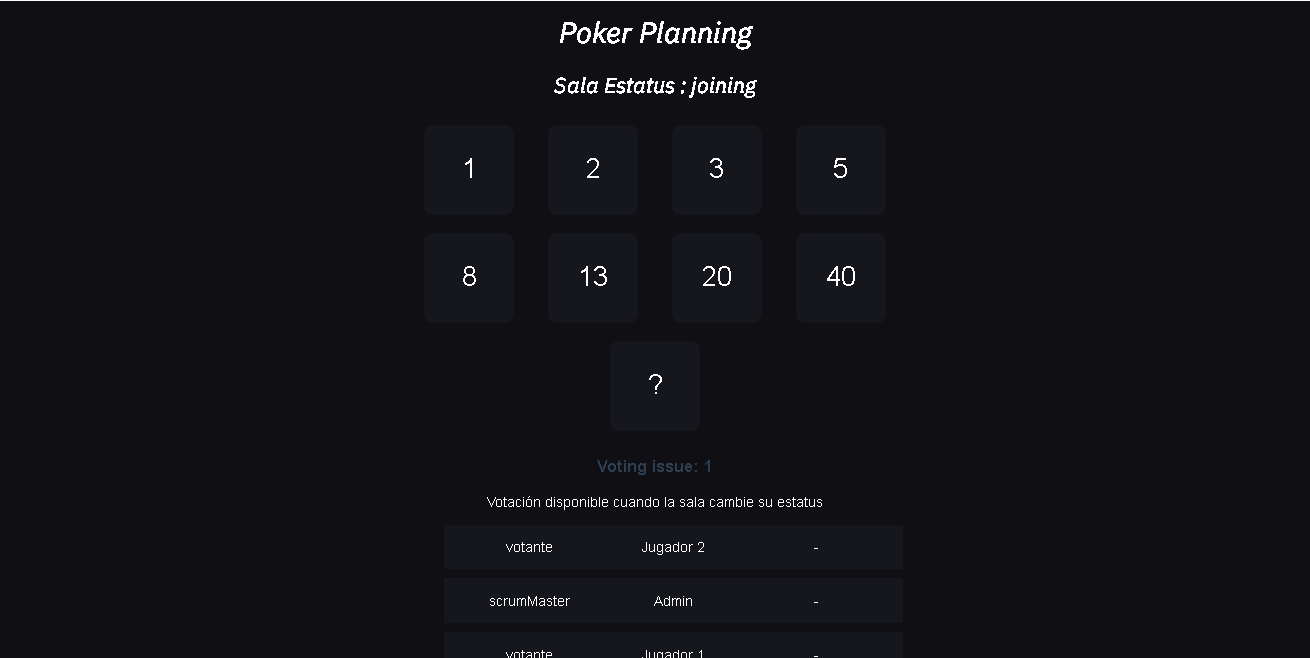 Poker Planning
Sala Estatus : joining
1 2 3 5
8 13 20 40
?
Voting issue: 1
Votación disponible cuando la sala cambie su estatus
votante Jugador 2 -
scrumMaster Admin -
votante Jugador 1 -